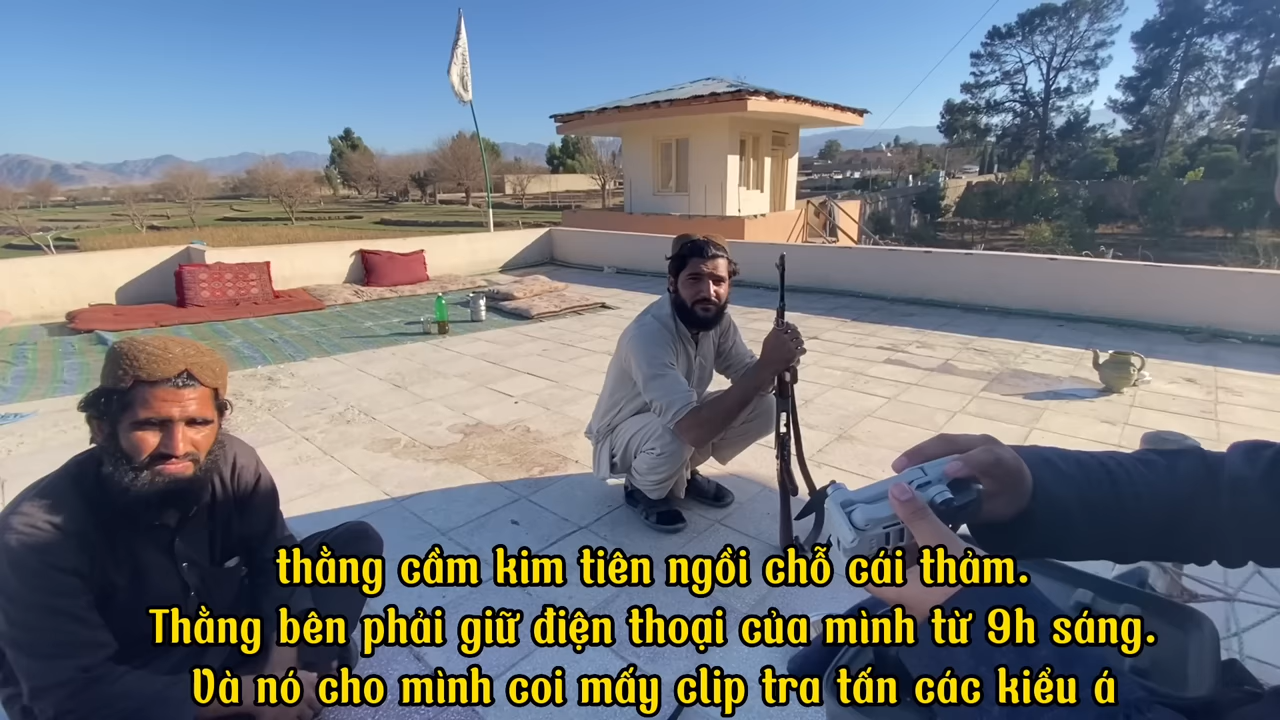 thằng cầm kim tiên ngồi chỗ cái thảm.
Thằng bên phải giữ điện thoại của mình từ 9h sáng.
Và nó cho mình coi mấy clip tra tấn các kiểu á